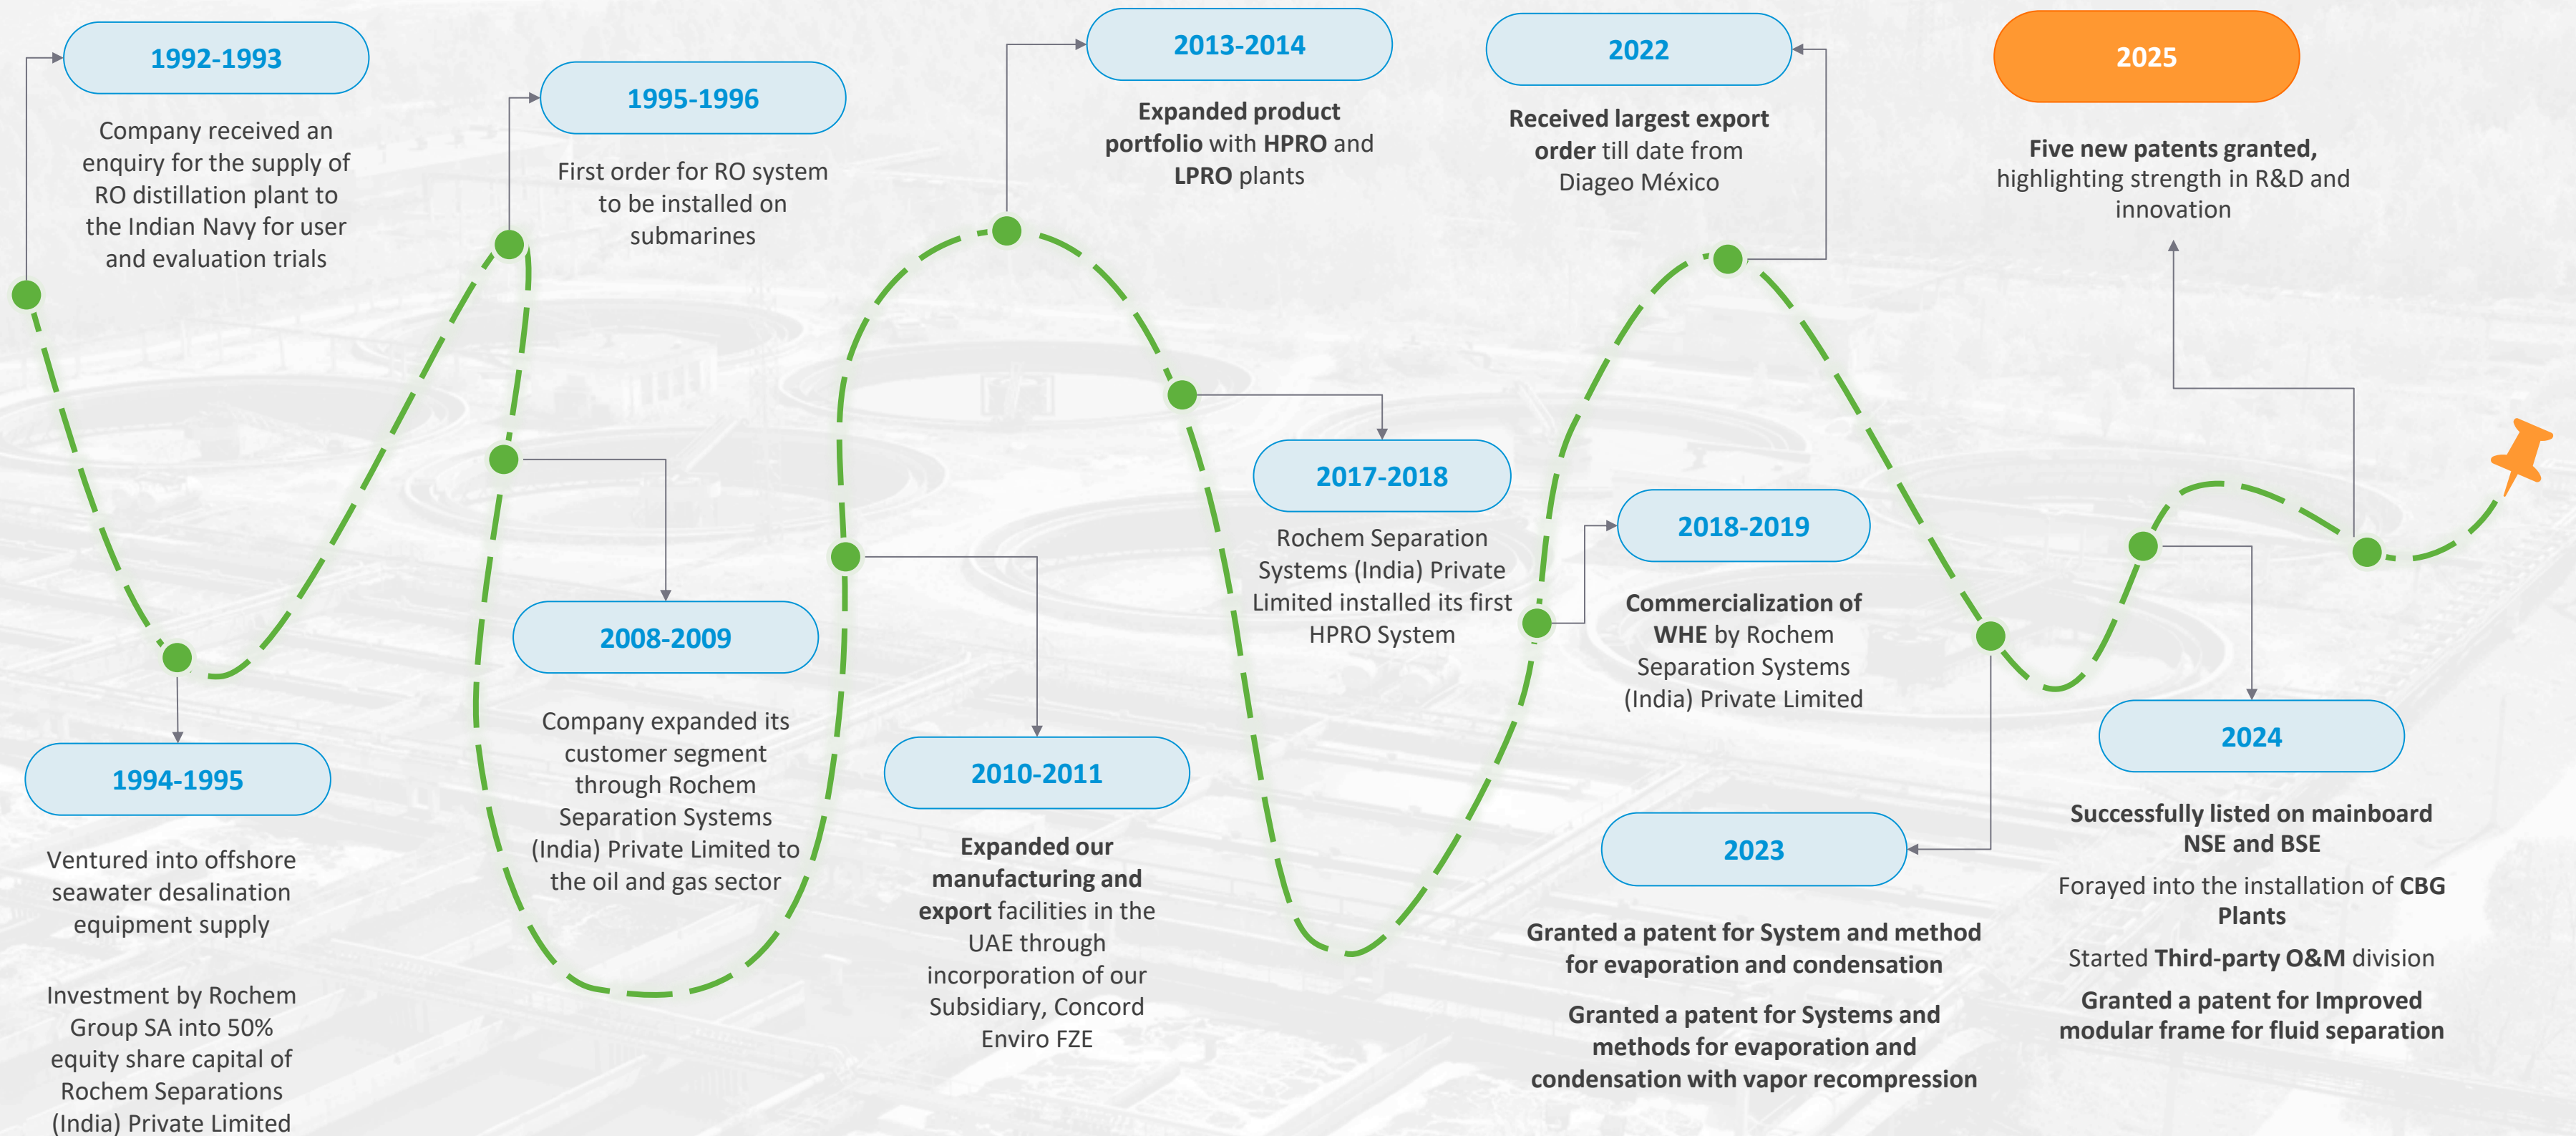 1992-1993
Company received an
enquiry for the supply of
RO distillation plant to
the Indian Navy for user
and evaluation trials
1994-1995
Ventured into offshore
seawater desalination
equipment supply
Investment by Rochem
Group SA into 50%
equity share capital of
Rochem Separations
(India) Private Limited
1995-1996
First order for RO system
to be installed on
submarines
2008-2009
Company expanded its
customer segment
through Rochem
Separation Systems
(India) Private Limited to
the oil and gas sector
2010-2011
Expanded our
manufacturing and
export facilities in the
UAE through
incorporation of our
Subsidiary, Concord
Enviro FZE
2013-2014
Expanded product
portfolio with HPRO and
LPRO plants
2017-2018
Rochem Separation
Systems (India) Private
Limited installed its first
HPRO System
2018-2019
Commercialization of
WHE by Rochem
Separation Systems
(India) Private Limited
2022
Received largest export
order till date from
Diageo México
2023
Granted a patent for System and method
for evaporation and condensation
Granted a patent for Systems and
methods for evaporation and
condensation with vapor recompression
2024
Successfully listed on mainboard
NSE and BSE
Forayed into the installation of CBG
Plants
Started Third-party O&M division
Granted a patent for Improved
modular frame for fluid separation
2025
Five new patents granted,
highlighting strength in R&D and
innovation